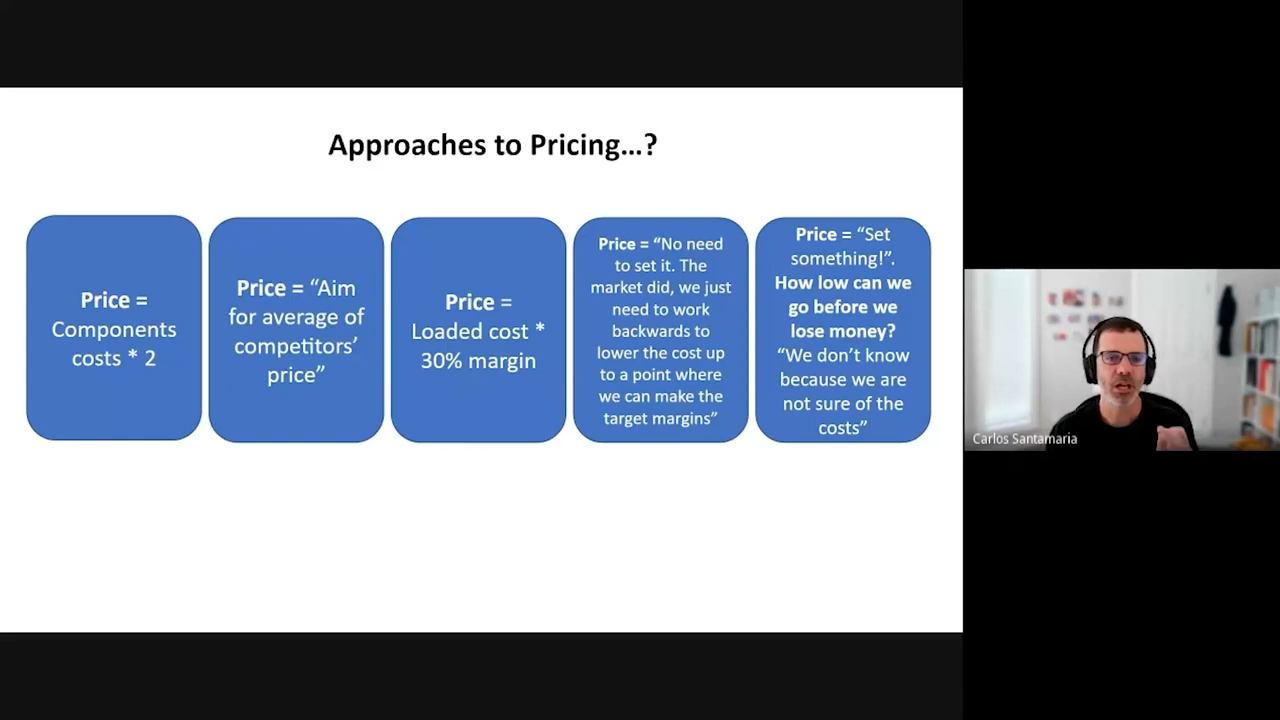 Approaches to Pricing...?
Price =
Components
costs * 2
Price = “Aim
for average of
competitors’
price”
Price =
Loaded cost *
30% margin
Price = “No need
to set it. The
market did, we just
need to work
backwards to
lower the cost up
to a point where
we can make the
target margins”
Price = “Set
something!”.
How low can we
go before we
lose money?
“We don’t know
because we are
not sure of the
costs”
Carlos Santamaria